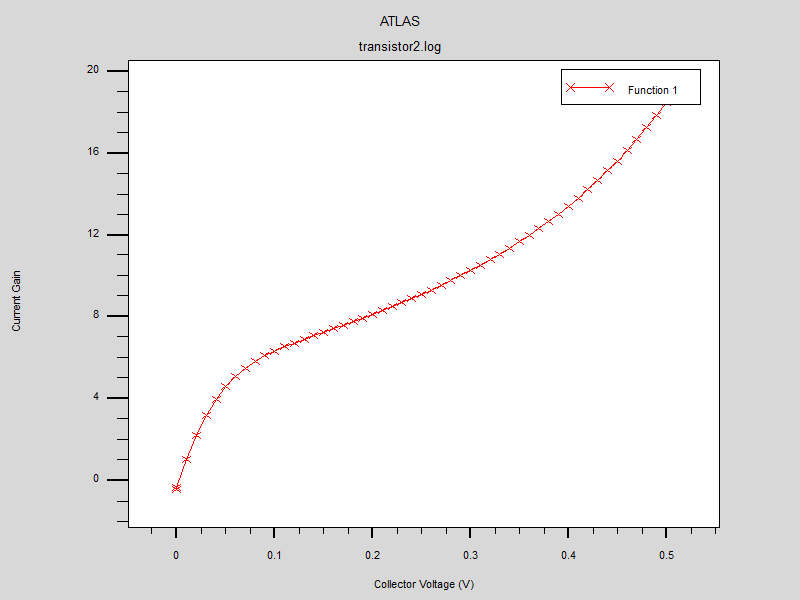 ATLAS
transistor2.log
Function 1
20
16
12
8
4
0
Current Gain
0 0.1 0.2 0.3 0.4 0.5
Collector Voltage (V)